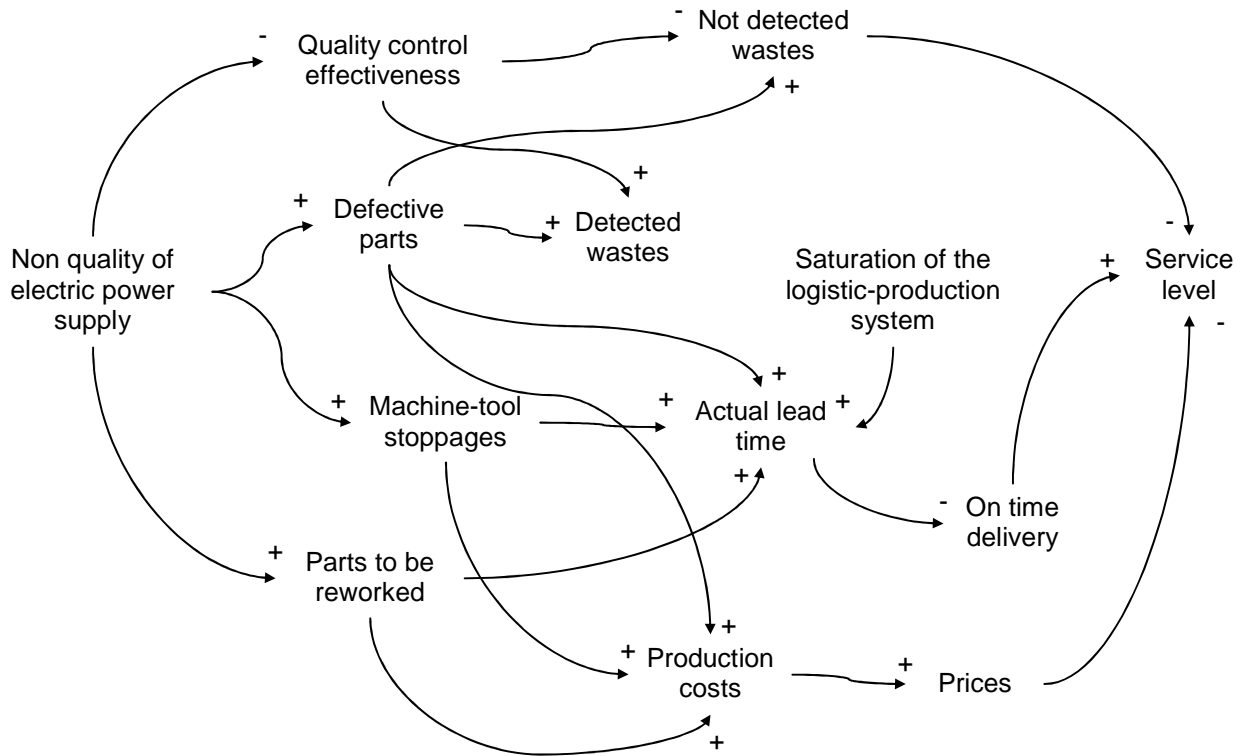 -
Not detected
wastes
-
Quality control
effectiveness
+
+
+
Defective
parts
+
Detected
wastes
-
Non quality of
electric power
supply
Saturation of the
logistic-production
system
+
Service
level
-
+
Machine-tool
stoppages
+
+
Actual lead
time
+
+
-
On time
delivery
+
Parts to be
reworked
+
+
Production
costs
+
Prices
+